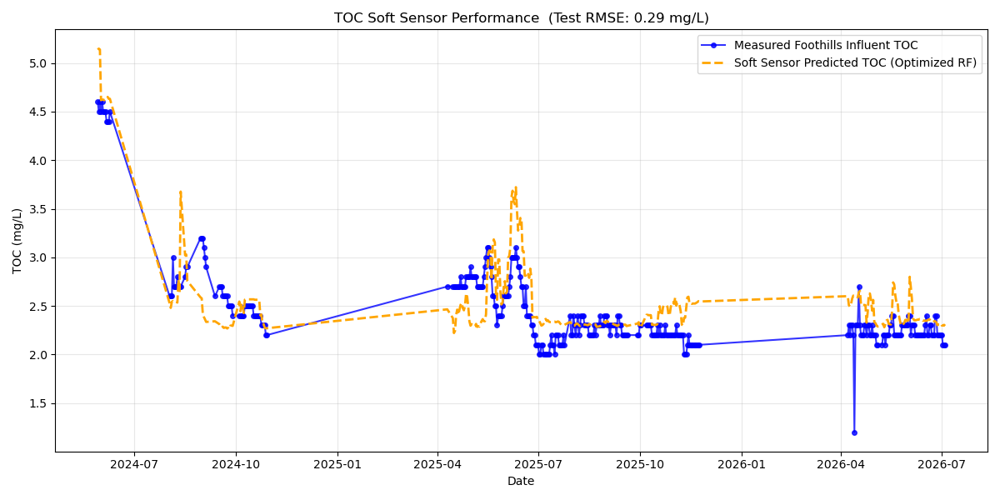 TOC Soft Sensor Performance  (Test RMSE: 0.29 mg/L)
Measured Foothills Influent TOC
Soft Sensor Predicted TOC (Optimized RF)
TOC (mg/L)
5.0
4.5
4.0
3.5
3.0
2.5
2.0
1.5
2024-07 2024-10 2025-01 2025-04 2025-07 2025-10 2026-01 2026-04 2026-07
Date